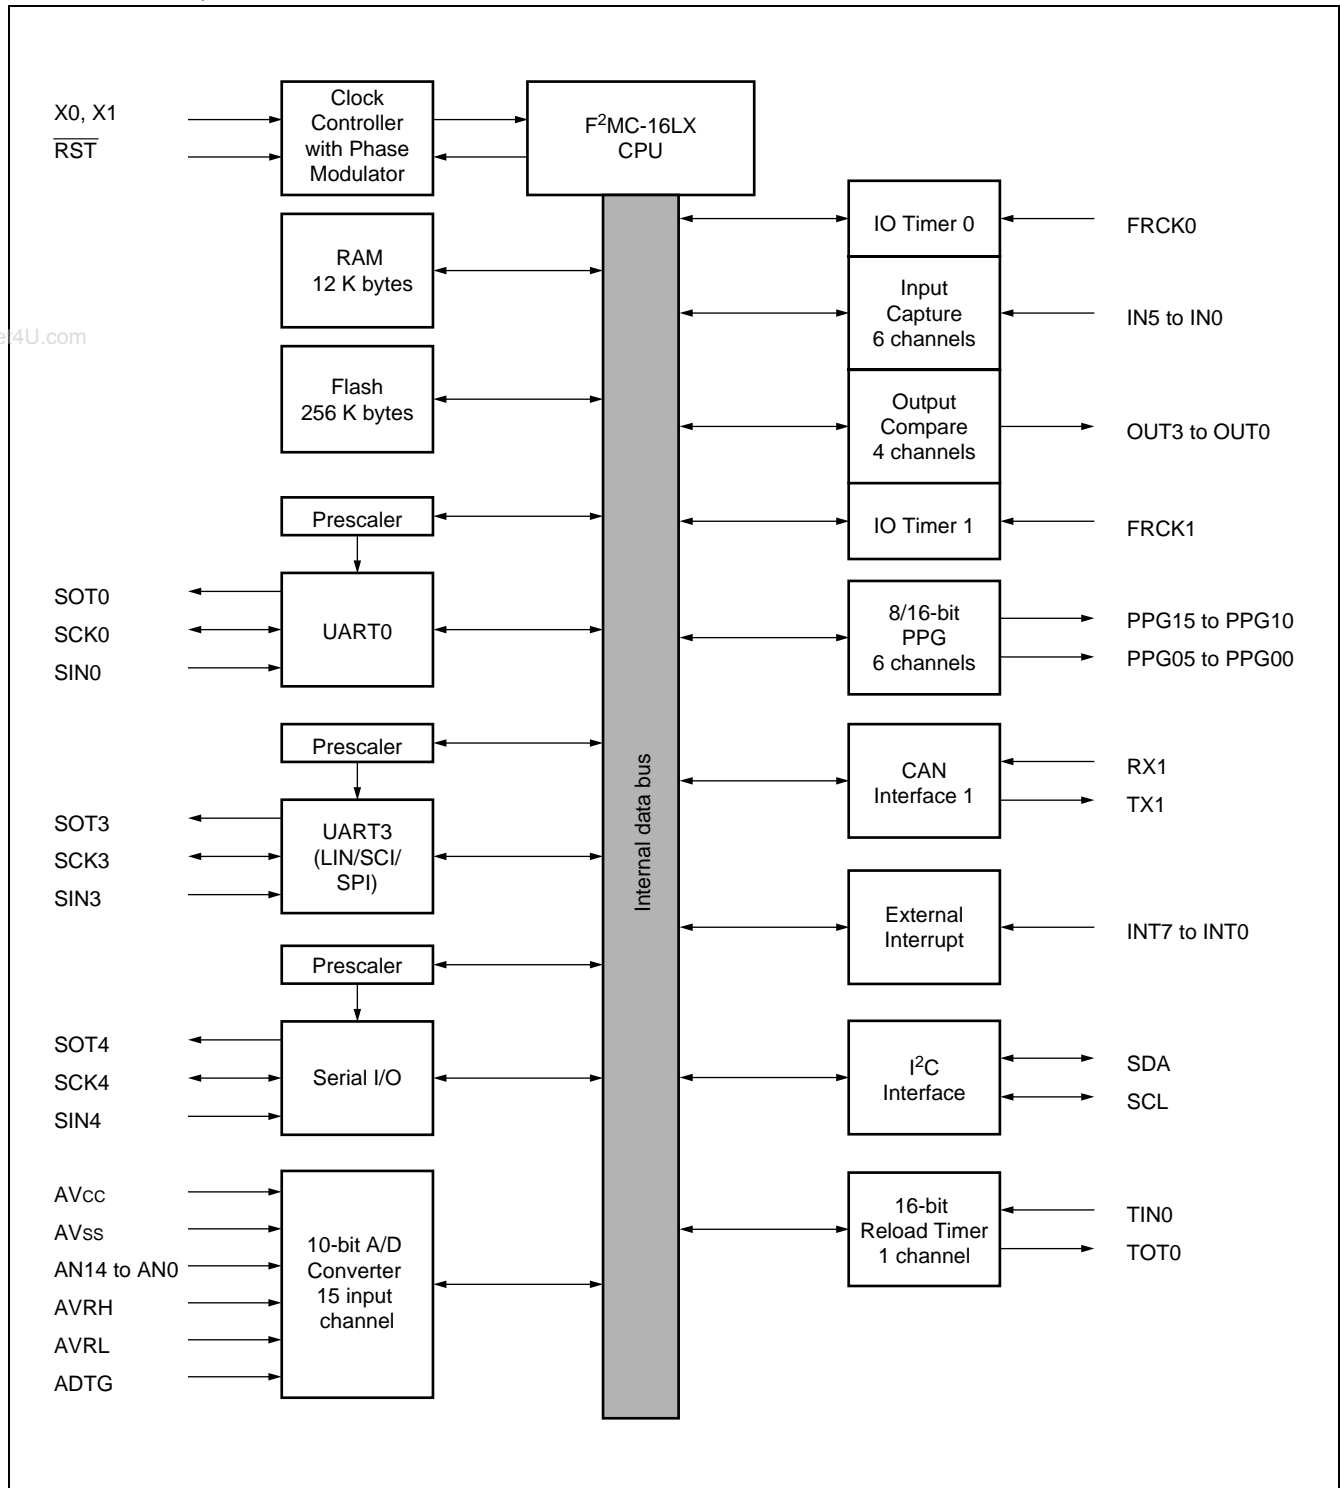 X0, X1
RST
Clock
Controller
with Phase
Modulator
F²MC-16LX
CPU
RAM
12 K bytes
et4U.com
Flash
256 K bytes
Prescaler
SOT0
SCK0
SIN0
UART0
Prescaler
SOT3
SCK3
SIN3
UART3
(LIN/SCI/
SPI)
Prescaler
SOT4
SCK4
SIN4
Serial I/O
AVCC
AVSS
AN14 to AN0
AVRH
AVRL
ADTG
10-bit A/D
Converter
15 input
channel
Internal data bus
IO Timer 0
FRCK0
Input
Capture
6 channels
IN5 to IN0
Output
Compare
4 channels
OUT3 to OUT0
IO Timer 1
FRCK1
8/16-bit
PPG
6 channels
PPG15 to PPG10
PPG05 to PPG00
CAN
Interface 1
RX1
TX1
External
Interrupt
INT7 to INT0
I²C
Interface
SDA
SCL
16-bit
Reload Timer
1 channel
TIN0
TOT0